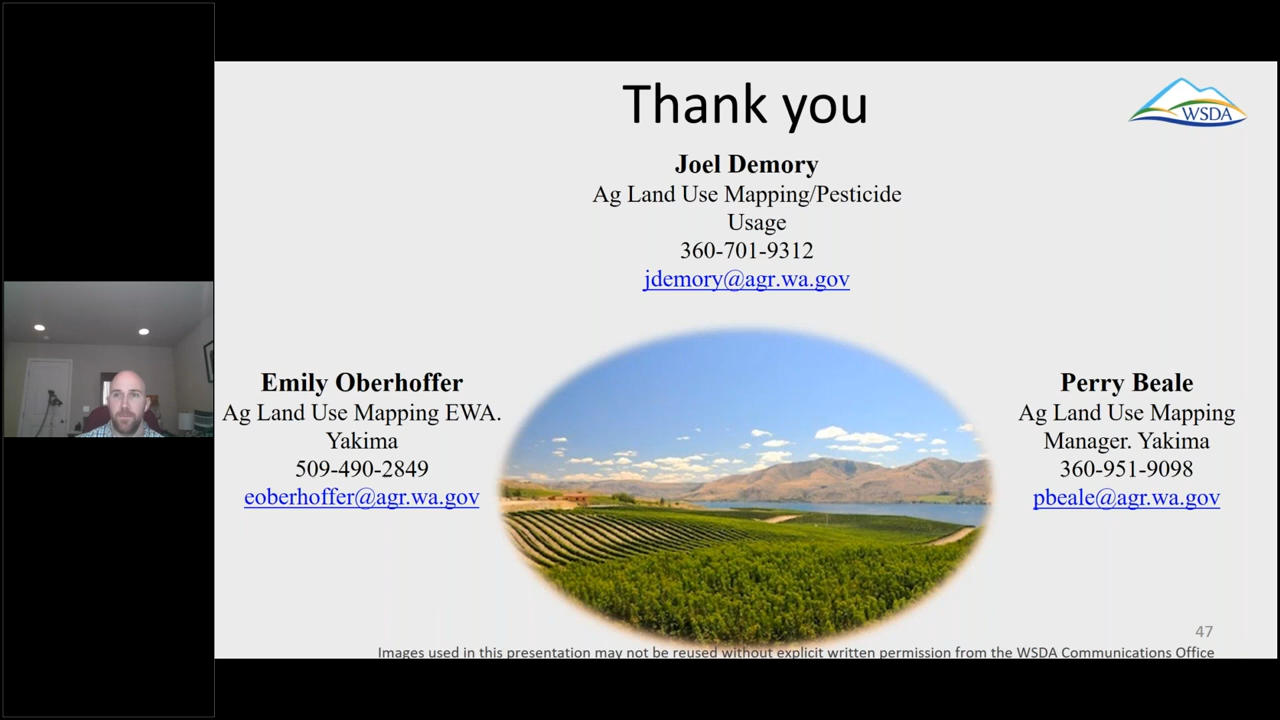 Thank you
WSDA
Joel Demory
Ag Land Use Mapping/Pesticide
Usage
360-701-9312
jdemory@agr.wa.gov
Emily Oberhoffer
Ag Land Use Mapping EWA.
Yakima
509-490-2849
eoberhoffer@agr.wa.gov
Perry Beale
Ag Land Use Mapping
Manager. Yakima
360-951-9098
pbeale@agr.wa.gov
47
Images used in this presentation may not be reused without explicit written permission from the WSDA Communications Office